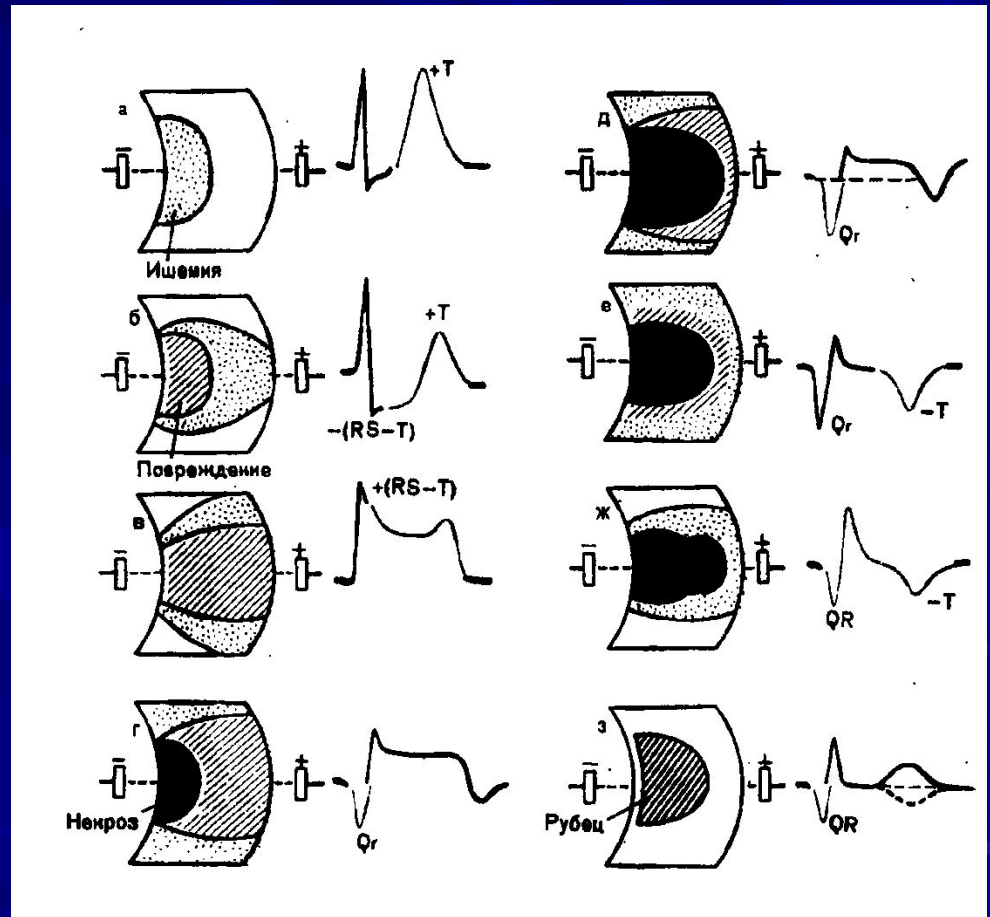 а
− +
+T
Ишемия
б
− +
+T
−(RS−T)
Повреждение
в
− +
+(RS−T)
г
− +
Некроз
Qr
д
− +
Qr
е
− +
Qr
−T
ж
− +
QR
−T
з
− +
Рубец
QR